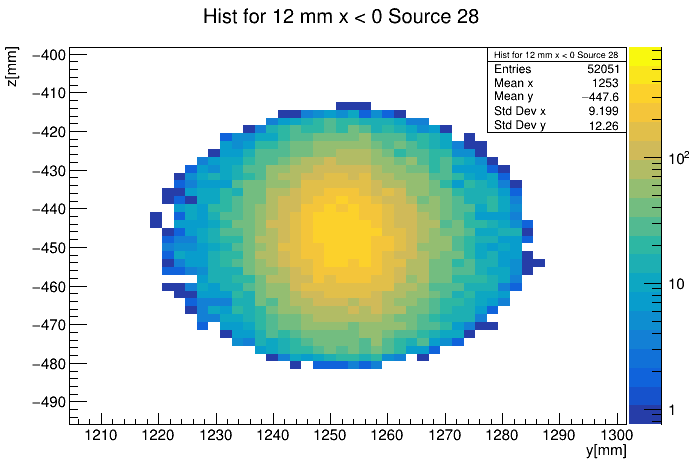 Hist for 12 mm x < 0 Source 28
z[mm]
Hist for 12 mm x < 0 Source 28
Entries 52051
Mean x 1253
Mean y −447.6
Std Dev x 9.199
Std Dev y 12.26
−400
−410
−420
−430
−440
−450
−460
−470
−480
−490
10²
10
1
1210 1220 1230 1240 1250 1260 1270 1280 1290 1300
y[mm]